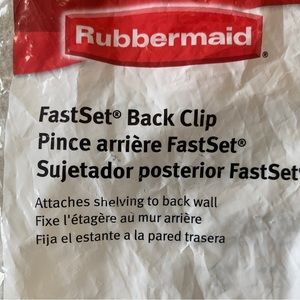 Rubbermaid®
FastSet® Back Clip
Pince arrière FastSet®
Sujetador posterior FastSet®
Attaches shelving to back wall
Fixe l'étagère au mur arrière
Fija el estante a la pared trasera